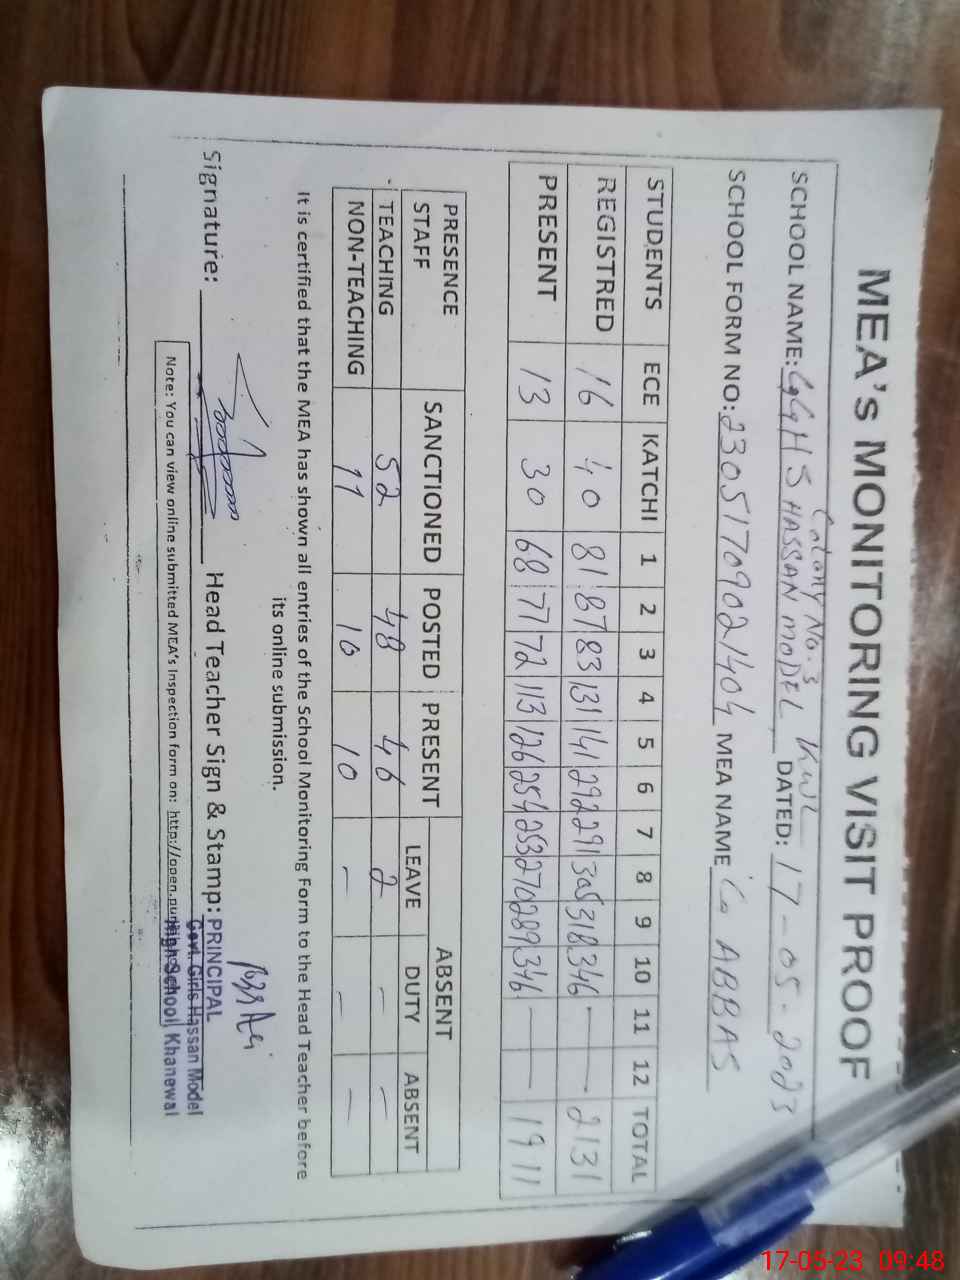 MEA's MONITORING VISIT PROOF
Colony No. 3 KWL
SCHOOL NAME: GGHS HASSAN MODEL, DATED: 17-05-2023
SCHOOL FORM NO: 23051709021404 MEA NAME ABBAS
STUDENTS ECE KATCHI 1 2 3 4 5 6 7 8 9 10 11 12 TOTAL
REGISTRED 16 40 81 87 83 131 141 292 291 305 318 346 — — 2131
PRESENT 13 30 68 77 72 113 126 254 253 270 289 346 — — 1911
PRESENCE STAFF SANCTIONED POSTED PRESENT ABSENT
LEAVE DUTY ABSENT
TEACHING 52 48 46 2 — —
NON-TEACHING 11 10 10 — — —
It is certified that the MEA has shown all entries of the School Monitoring Form to the Head Teacher before
its online submission.
Signature: Head Teacher Sign & Stamp: PRINCIPAL
Govt. Girls Hassan Model
High School Khanewal
Note: You can view online submitted MEA's Inspection form on: http://open.pun
17-05-23 09:48